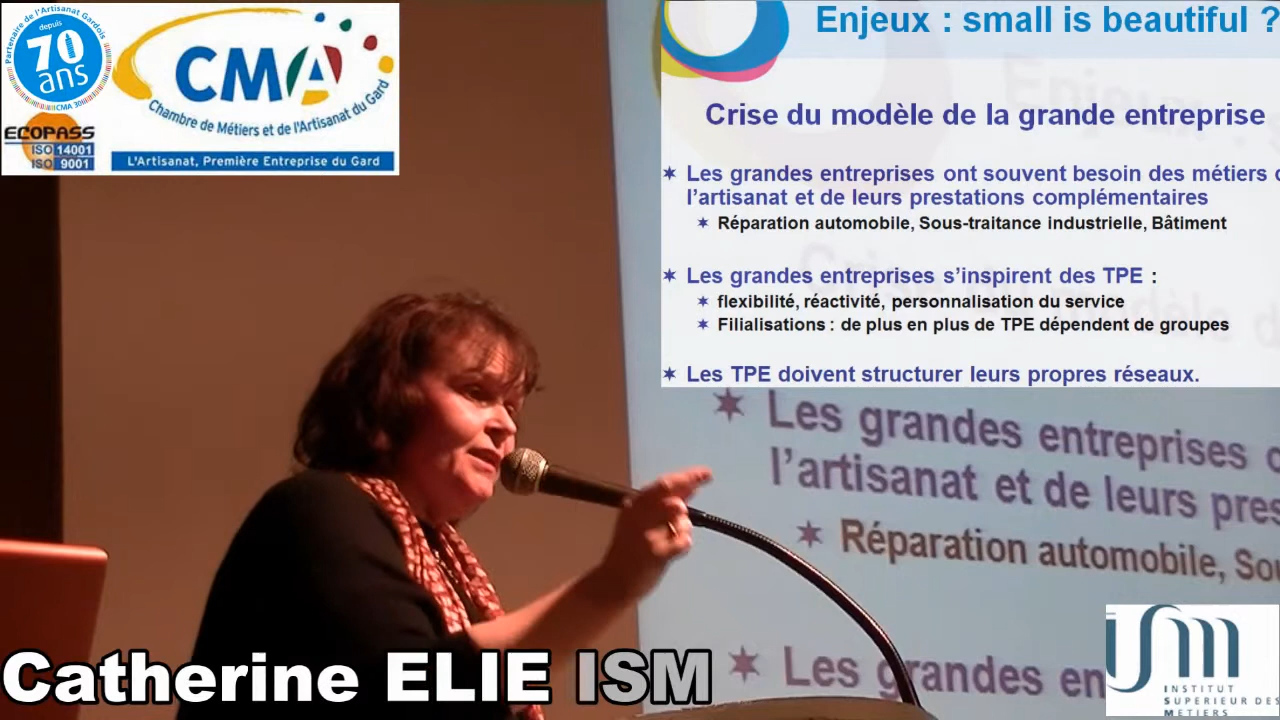 Partenaire de l'Artisanat Gardois
depuis
70
ans
CMA 30
CMA
Chambre de Métiers et de l'Artisanat du Gard
ECOPASS
ISO 14001
ISO 9001
L'Artisanat, Première Entreprise du Gard
Enjeux : small is beautiful ?
Crise du modèle de la grande entreprise
✶ Les grandes entreprises ont souvent besoin des métiers
l'artisanat et de leurs prestations complémentaires
✶ Réparation automobile, Sous-traitance industrielle, Bâtiment
✶ Les grandes entreprises s'inspirent des TPE :
✶ flexibilité, réactivité, personnalisation du service
✶ Filialisations : de plus en plus de TPE dépendent de groupes
✶ Les TPE doivent structurer leurs propres réseaux.
✶ Les grandes entreprises
l'artisanat et de leurs pres
✶ Réparation automobile, Sou
✶ Les grandes en
Catherine ELIE ISM
ism
INSTITUT
SUPERIEUR DES
METIERS